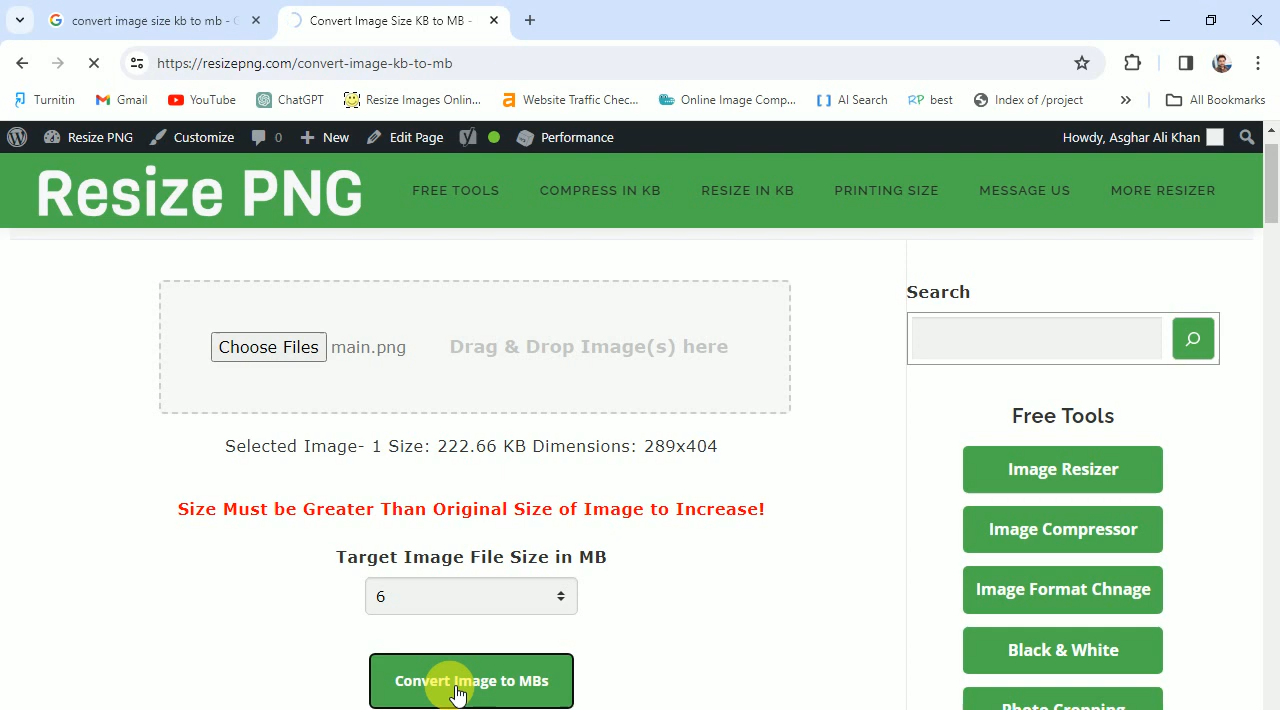 convert image size kb to mb - G
Convert Image Size KB to MB -
https://resizepng.com/convert-image-kb-to-mb
Turnitin
Gmail
YouTube
ChatGPT
Resize Images Onlin...
Website Traffic Chec...
Online Image Comp...
AI Search
RP best
Index of /project
»
All Bookmarks
Resize PNG
Customize
0
New
Edit Page
Performance
Howdy, Asghar Ali Khan
Resize PNG
FREE TOOLS
COMPRESS IN KB
RESIZE IN KB
PRINTING SIZE
MESSAGE US
MORE RESIZER
Choose Files main.png
Drag & Drop Image(s) here
Selected Image- 1 Size: 222.66 KB Dimensions: 289x404
Size Must be Greater Than Original Size of Image to Increase!
Target Image File Size in MB
6
Convert Image to MBs
Search
Free Tools
Image Resizer
Image Compressor
Image Format Chnage
Black & White
Photo Cropping